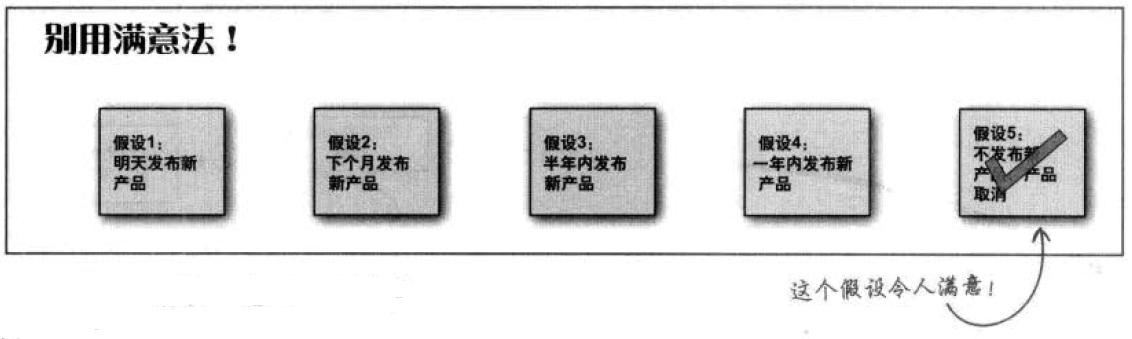 别用满意法！
假设1：
明天发布新
产品
假设2：
下个月发布
新产品
假设3：
半年内发布
新产品
假设4：
一年内发布新
产品
假设5：
不发布新
产品 产品
取消
这个假设令人满意！